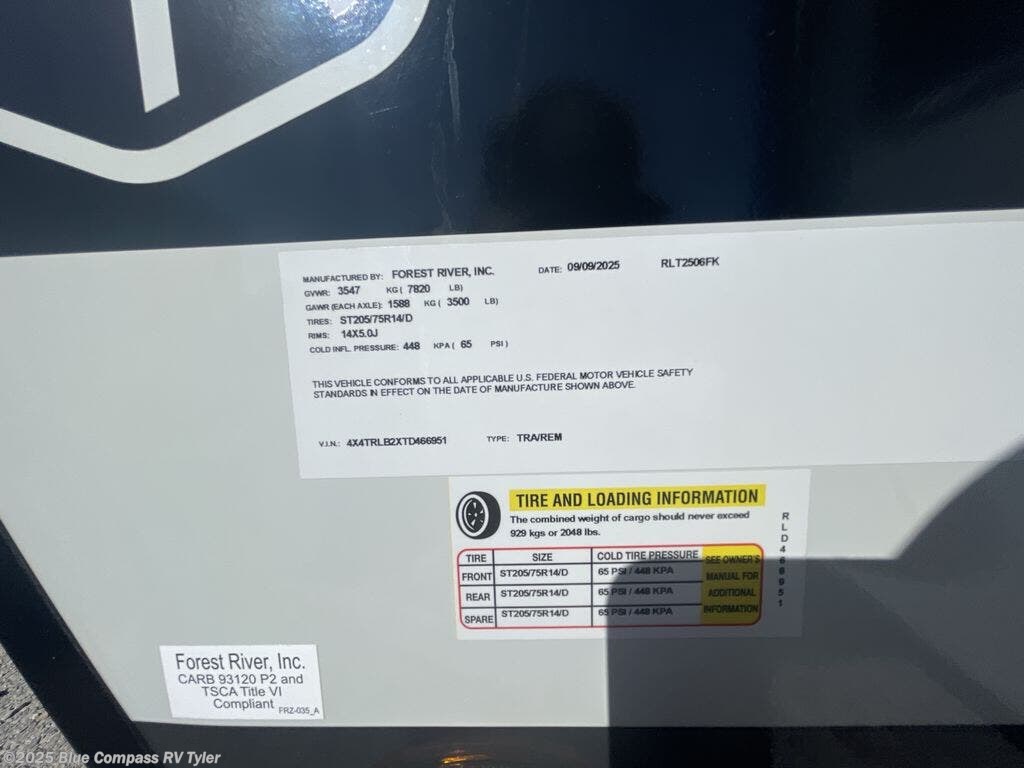 MANUFACTURED BY: FOREST RIVER, INC. DATE: 09/09/2025 RLT2506FK
GVWR: 3547 KG ( 7820 LB)
GAWR (EACH AXLE): 1588 KG ( 3500 LB)
TIRES: ST205/75R14/D
RIMS: 14X5.0J
COLD INFL. PRESSURE: 448 KPA ( 65 PSI )
THIS VEHICLE CONFORMS TO ALL APPLICABLE U.S. FEDERAL MOTOR VEHICLE SAFETY
STANDARDS IN EFFECT ON THE DATE OF MANUFACTURE SHOWN ABOVE.
V.I.N.: 4X4TRLB2XTD466951 TYPE: TRA/REM
TIRE AND LOADING INFORMATION
The combined weight of cargo should never exceed
929 kgs or 2048 lbs.
TIRE SIZE COLD TIRE PRESSURE
FRONT ST205/75R14/D 65 PSI / 448 KPA
REAR ST205/75R14/D 65 PSI / 448 KPA
SPARE ST205/75R14/D 65 PSI / 448 KPA
SEE OWNER'S
MANUAL FOR
ADDITIONAL
INFORMATION
RLD466951
Forest River, Inc.
CARB 93120 P2 and
TSCA Title VI
Compliant
FRZ-035_A
©2025 Blue Compass RV Tyler